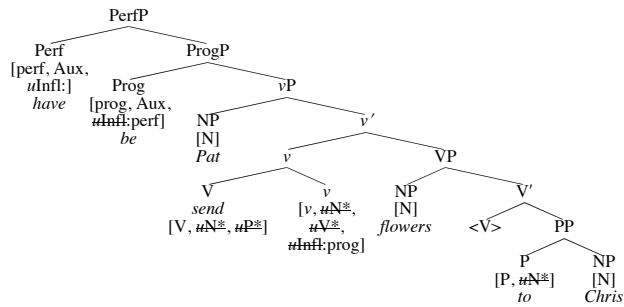 PerfP
Perf ProgP
[perf, Aux, uInfl:] have
Prog vP
[prog, Aux, uInfl:perf] be
NP v′
[N]
Pat
v VP
V v NP V′
send [v, uN*, uV*, uInfl:prog] [N]
[V, uN*, uP*] flowers <V> PP
P NP
[P, uN*] [N]
to Chris